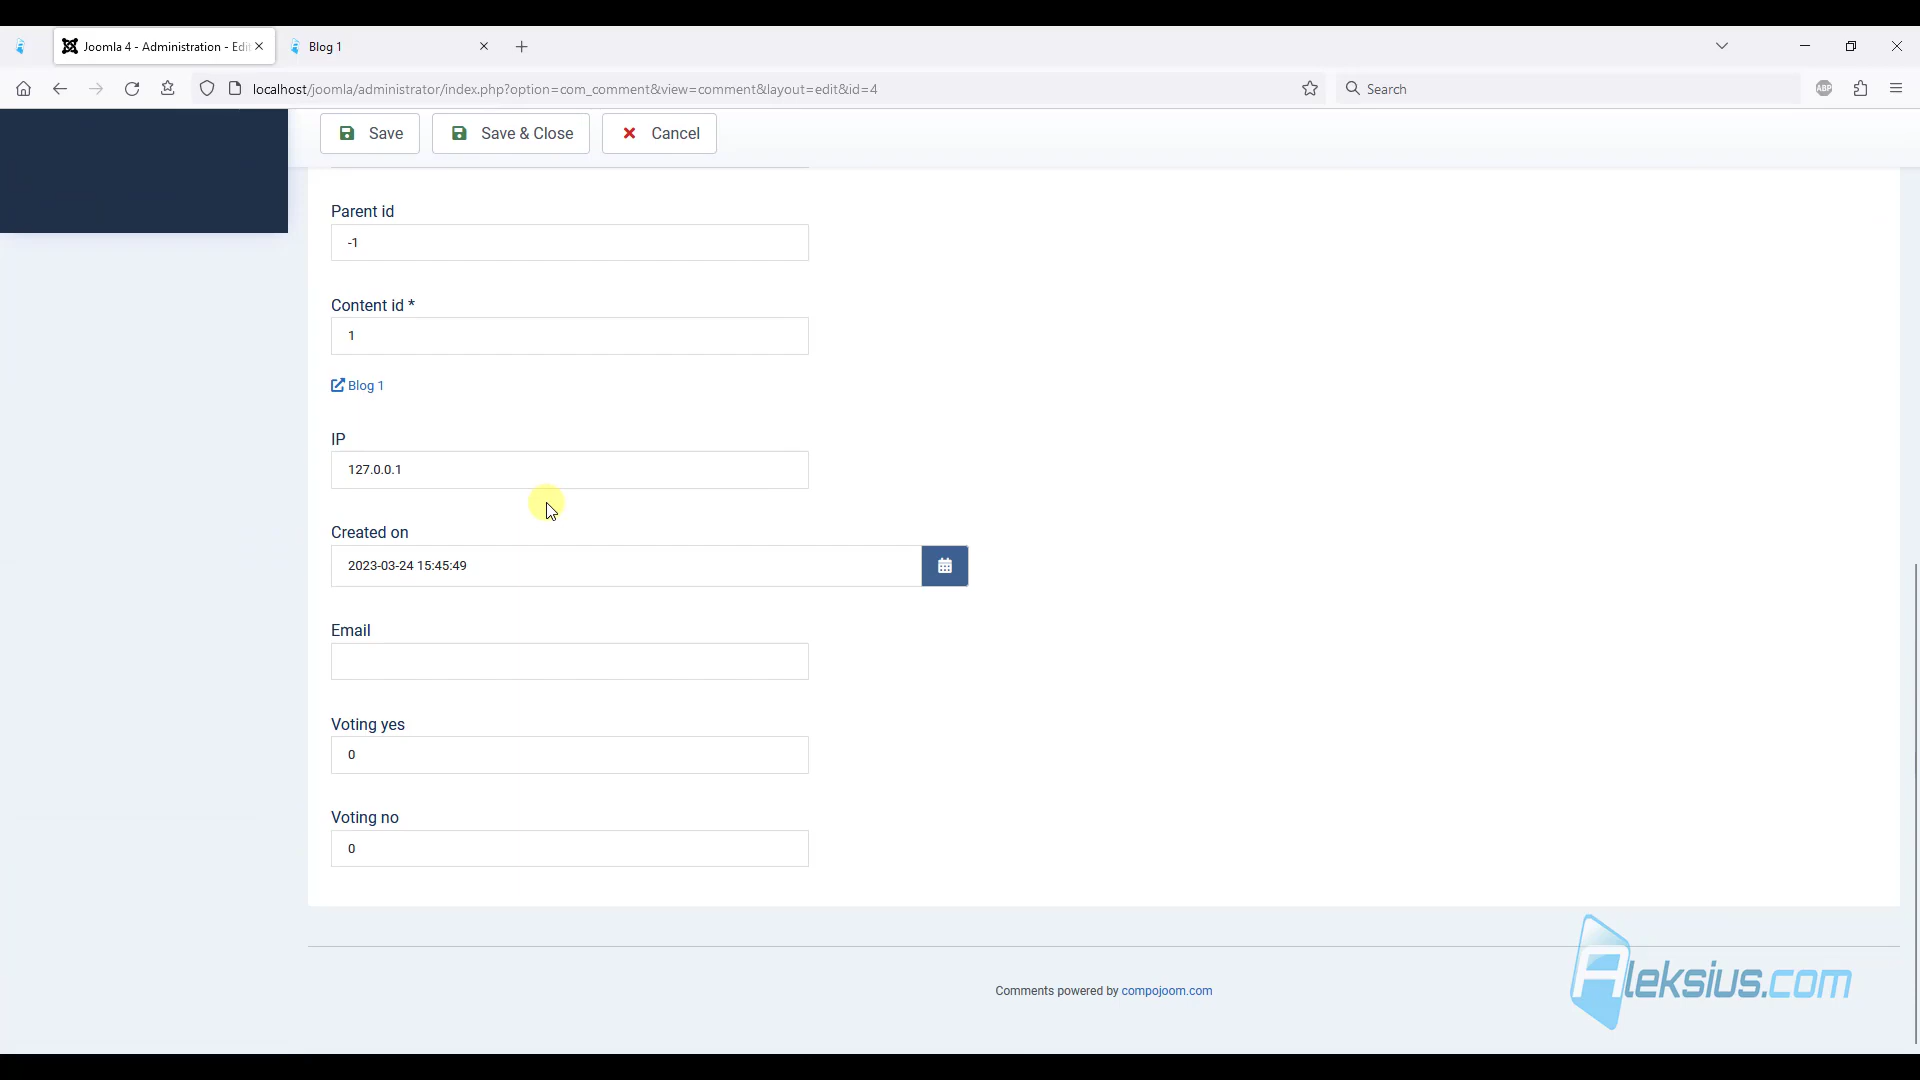 Joomla 4 - Administration - Edi
Blog 1
localhost/joomla/administrator/index.php?option=com_comment&view=comment&layout=edit&id=4
Search
ABP
Save
Save & Close
Cancel
Parent id
-1
Content id *
1
Blog 1
IP
127.0.0.1
Created on
2023-03-24 15:45:49
Email
Voting yes
0
Voting no
0
Comments powered by compojoom.com
Aleksius.com